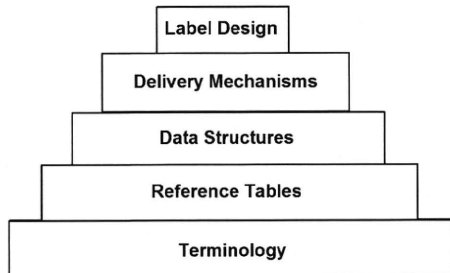 Label Design
Delivery Mechanisms
Data Structures
Reference Tables
Terminology